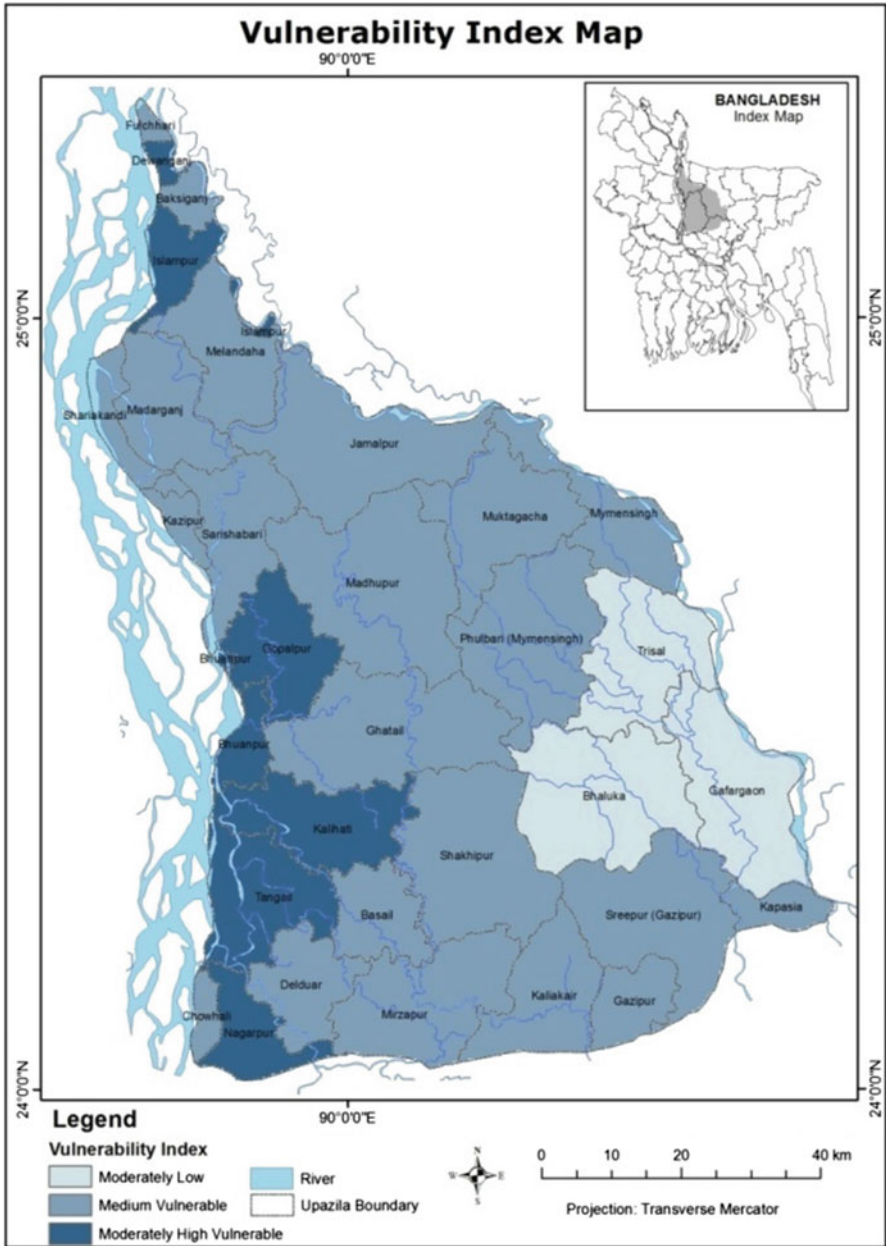 Vulnerability Index Map
90°0'0"E
BANGLADESH
Index Map
Fulchhari
Dewanganj
Baksiganj
Islampur
25°0'0"N
25°0'0"N
Islampur
Melandaha
Shariakandi
Madarganj
Jamalpur
Kazipur
Sarishabari
Muktagacha
Mymensingh
Madhupur
Phulbari (Mymensingh)
Gopalpur
Bhuanpur
Trisal
Ghatail
Bhuanpur
Bhaluka
Gafargaon
Kalihati
Shakhipur
Tangail
Basail
Sreepur (Gazipur)
Kapasia
Delduar
Kaliakair
Gazipur
Chowhali
Mirzapur
Nagarpur
24°0'0"N
24°0'0"N
90°0'0"E
Legend
Vulnerability Index
Moderately Low
River
Medium Vulnerable
Upazila Boundary
Moderately High Vulnerable
N
W
E
S
0 10 20 40 km
Projection: Transverse Mercator